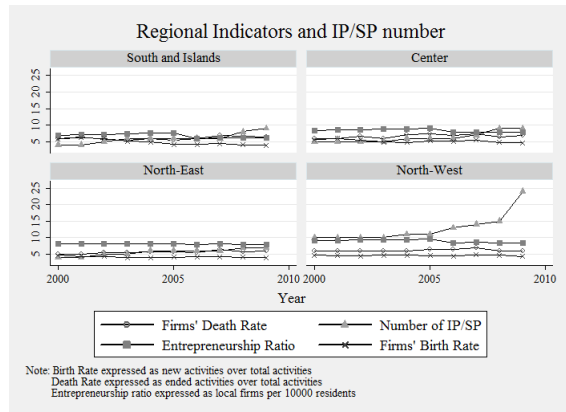 Regional Indicators and IP/SP number
South and Islands
Center
5 10 15 20 25
North-East
North-West
5 10 15 20 25
2000 2005 2010 2000 2005 2010
Year
Firms' Death Rate
Number of IP/SP
Entrepreneurship Ratio
Firms' Birth Rate
Note: Birth Rate expressed as new activities over total activities
Death Rate expressed as ended activities over total activities
Entrepreneurship ratio expressed as local firms per 10000 residents